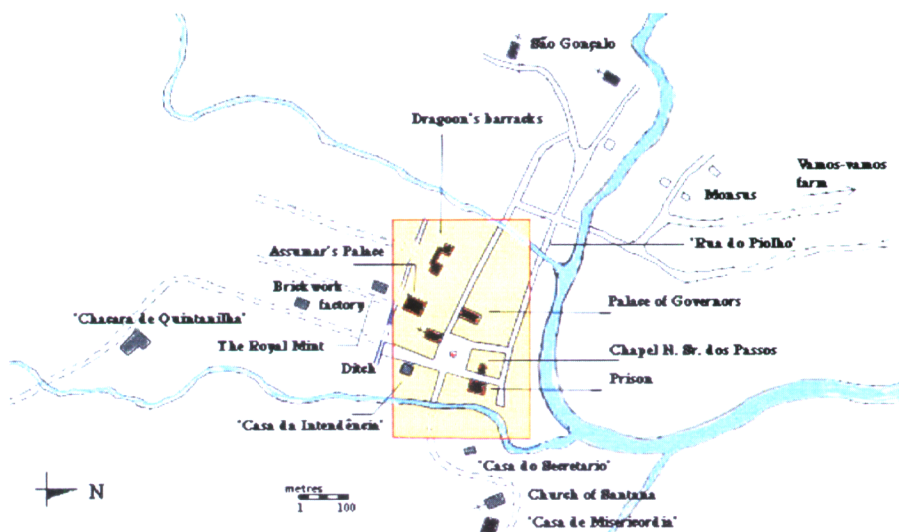 São Gonçalo
Dragoon's barracks
Vamos-vamos
farm
Monsus
'Rua do Piolho'
Assumar's Palace
Brickwork
factory
Palace of Governors
'Chacara de Quintanilha'
The Royal Mint
Chapel N. Sr. dos Passos
Ditch
Prison
'Casa da Intendência'
'Casa do Secretario'
N
metres
1 100
Church of Santana
'Casa de Misericordia'